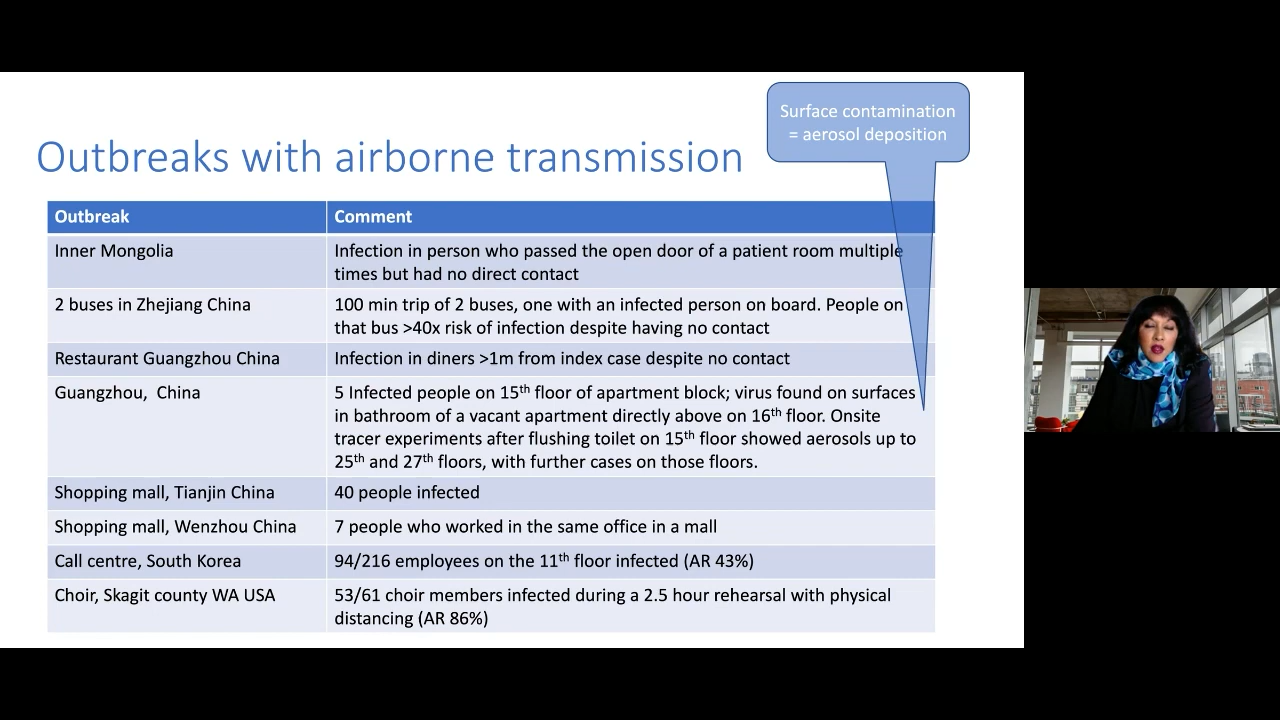 Surface contamination
= aerosol deposition
Outbreaks with airborne transmission
Outbreak Comment
Inner Mongolia Infection in person who passed the open door of a patient room multiple
times but had no direct contact
2 buses in Zhejiang China 100 min trip of 2 buses, one with an infected person on board. People on
that bus >40x risk of infection despite having no contact
Restaurant Guangzhou China Infection in diners >1m from index case despite no contact
Guangzhou, China 5 Infected people on 15th floor of apartment block; virus found on surfaces
in bathroom of a vacant apartment directly above on 16th floor. Onsite
tracer experiments after flushing toilet on 15th floor showed aerosols up to
25th and 27th floors, with further cases on those floors.
Shopping mall, Tianjin China 40 people infected
Shopping mall, Wenzhou China 7 people who worked in the same office in a mall
Call centre, South Korea 94/216 employees on the 11th floor infected (AR 43%)
Choir, Skagit county WA USA 53/61 choir members infected during a 2.5 hour rehearsal with physical
distancing (AR 86%)